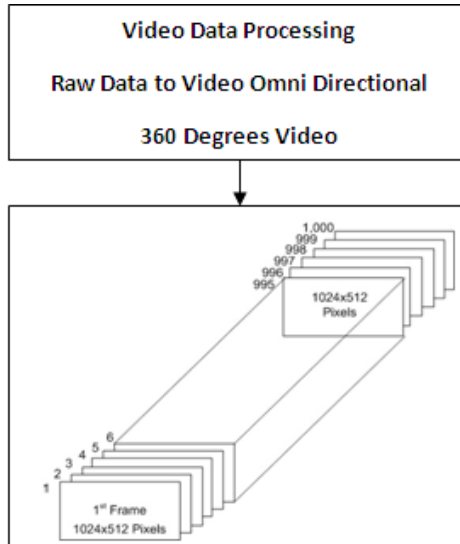 Video Data Processing
Raw Data to Video Omni Directional
360 Degrees Video
1,000
999
998
997
996
995
1024x512
Pixels
6
5
4
3
2
1
1st Frame
1024x512 Pixels